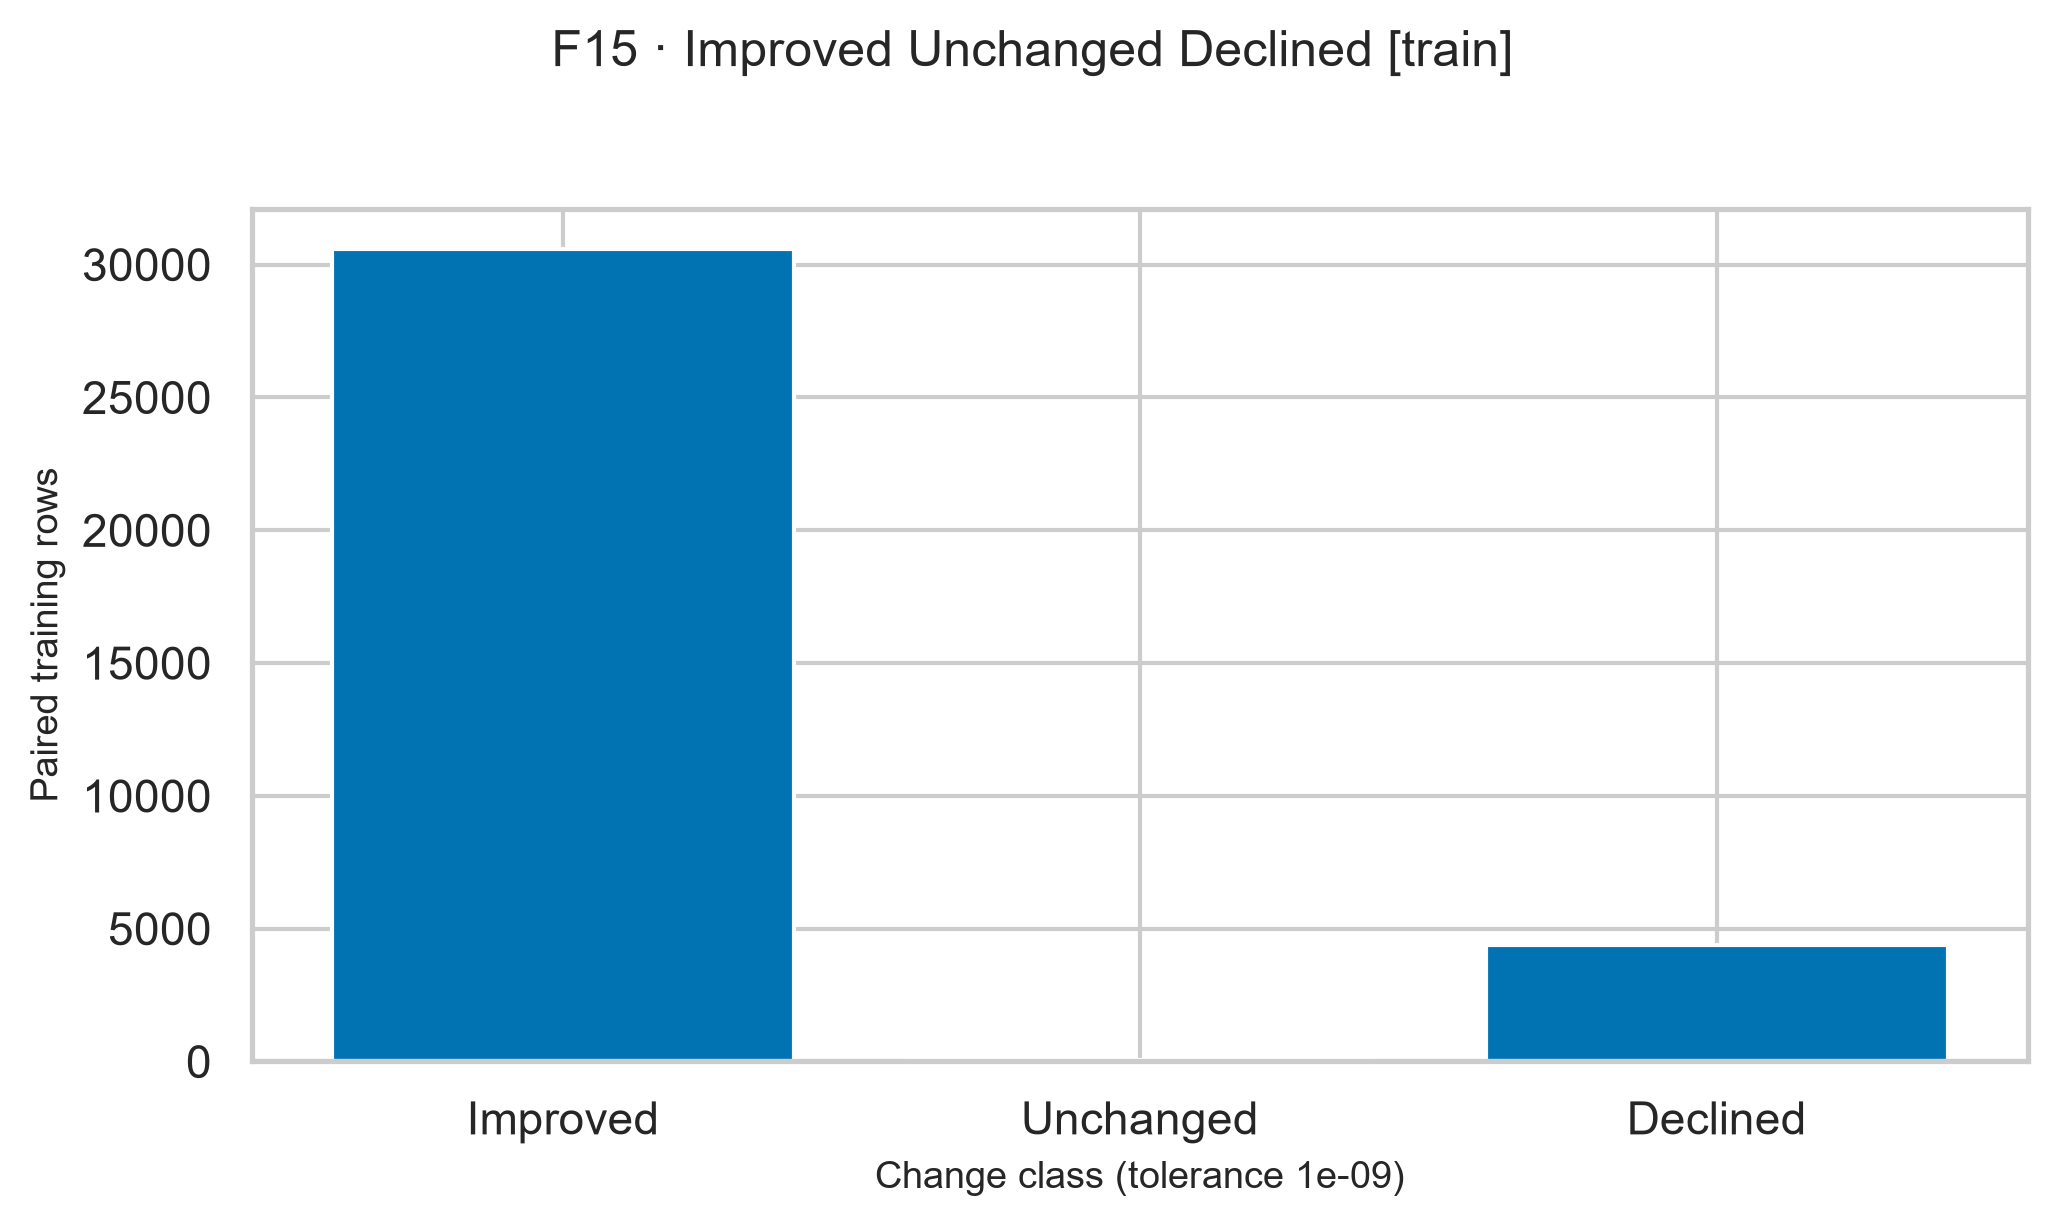 F15 · Improved Unchanged Declined [train]
30000
25000
20000
15000
10000
5000
0
Paired training rows
Improved Unchanged Declined
Change class (tolerance 1e-09)